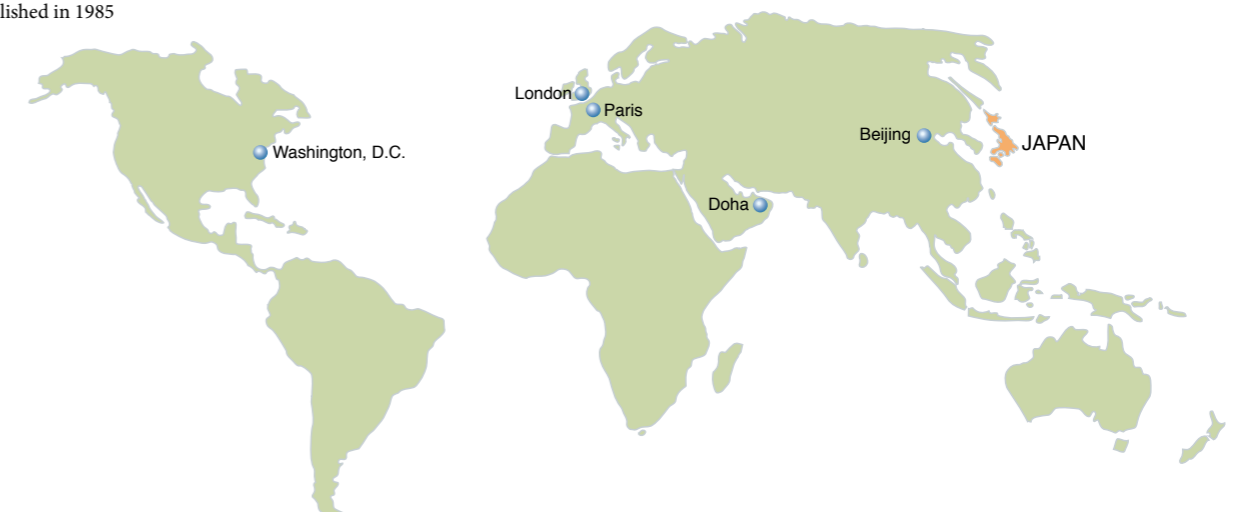 lished in 1985
London
Paris
Beijing
JAPAN
Washington, D.C.
Doha